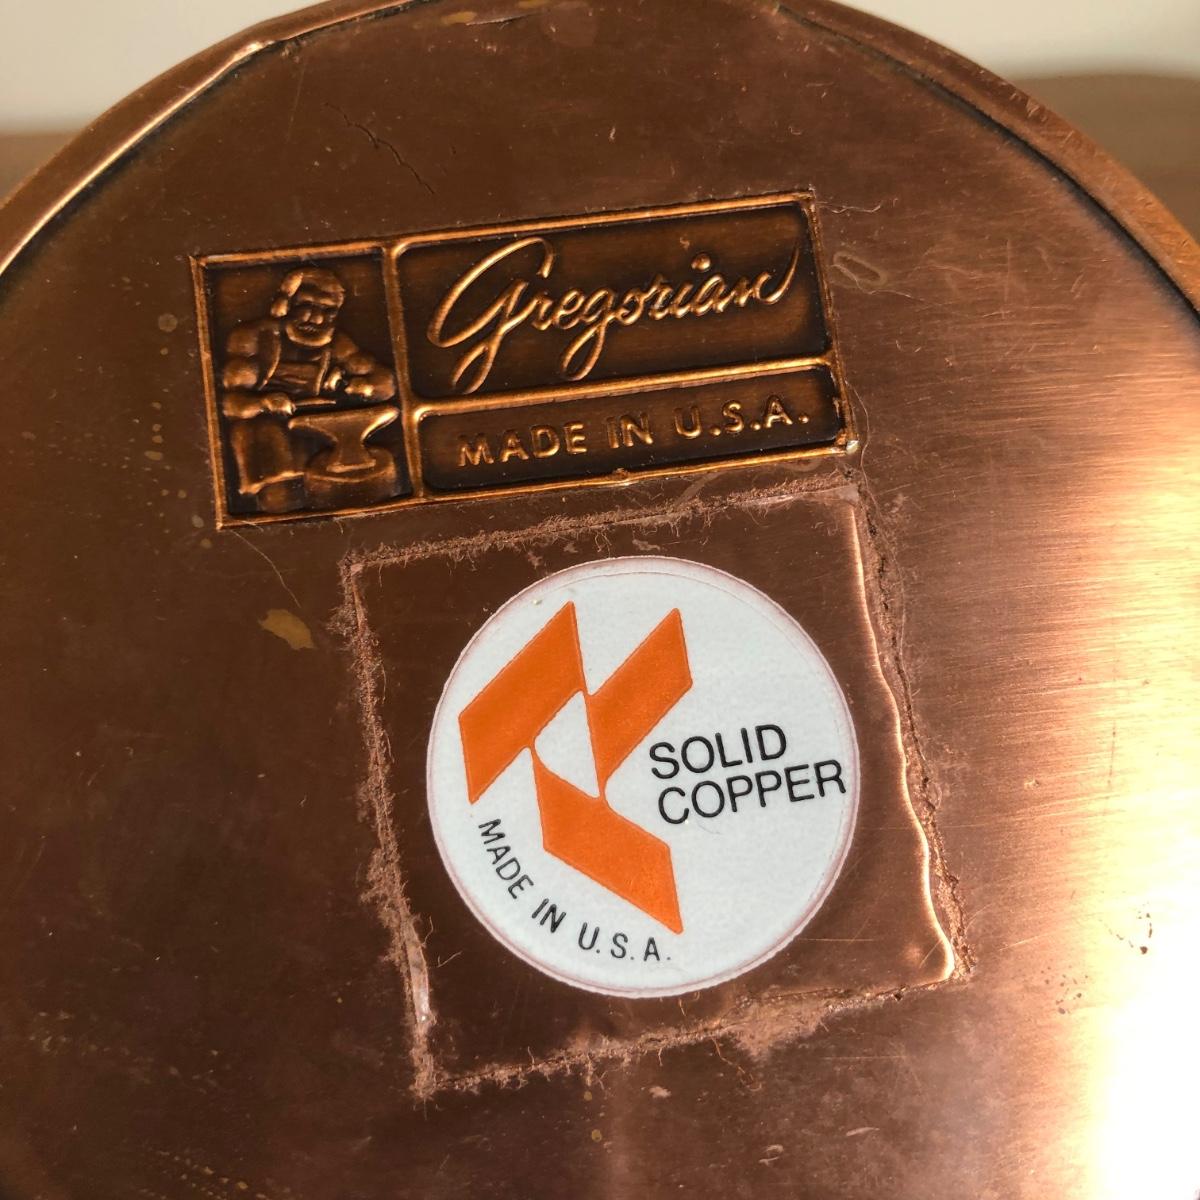 Gregorian
MADE IN U.S.A.
SOLID
COPPER
MADE IN U.S.A.